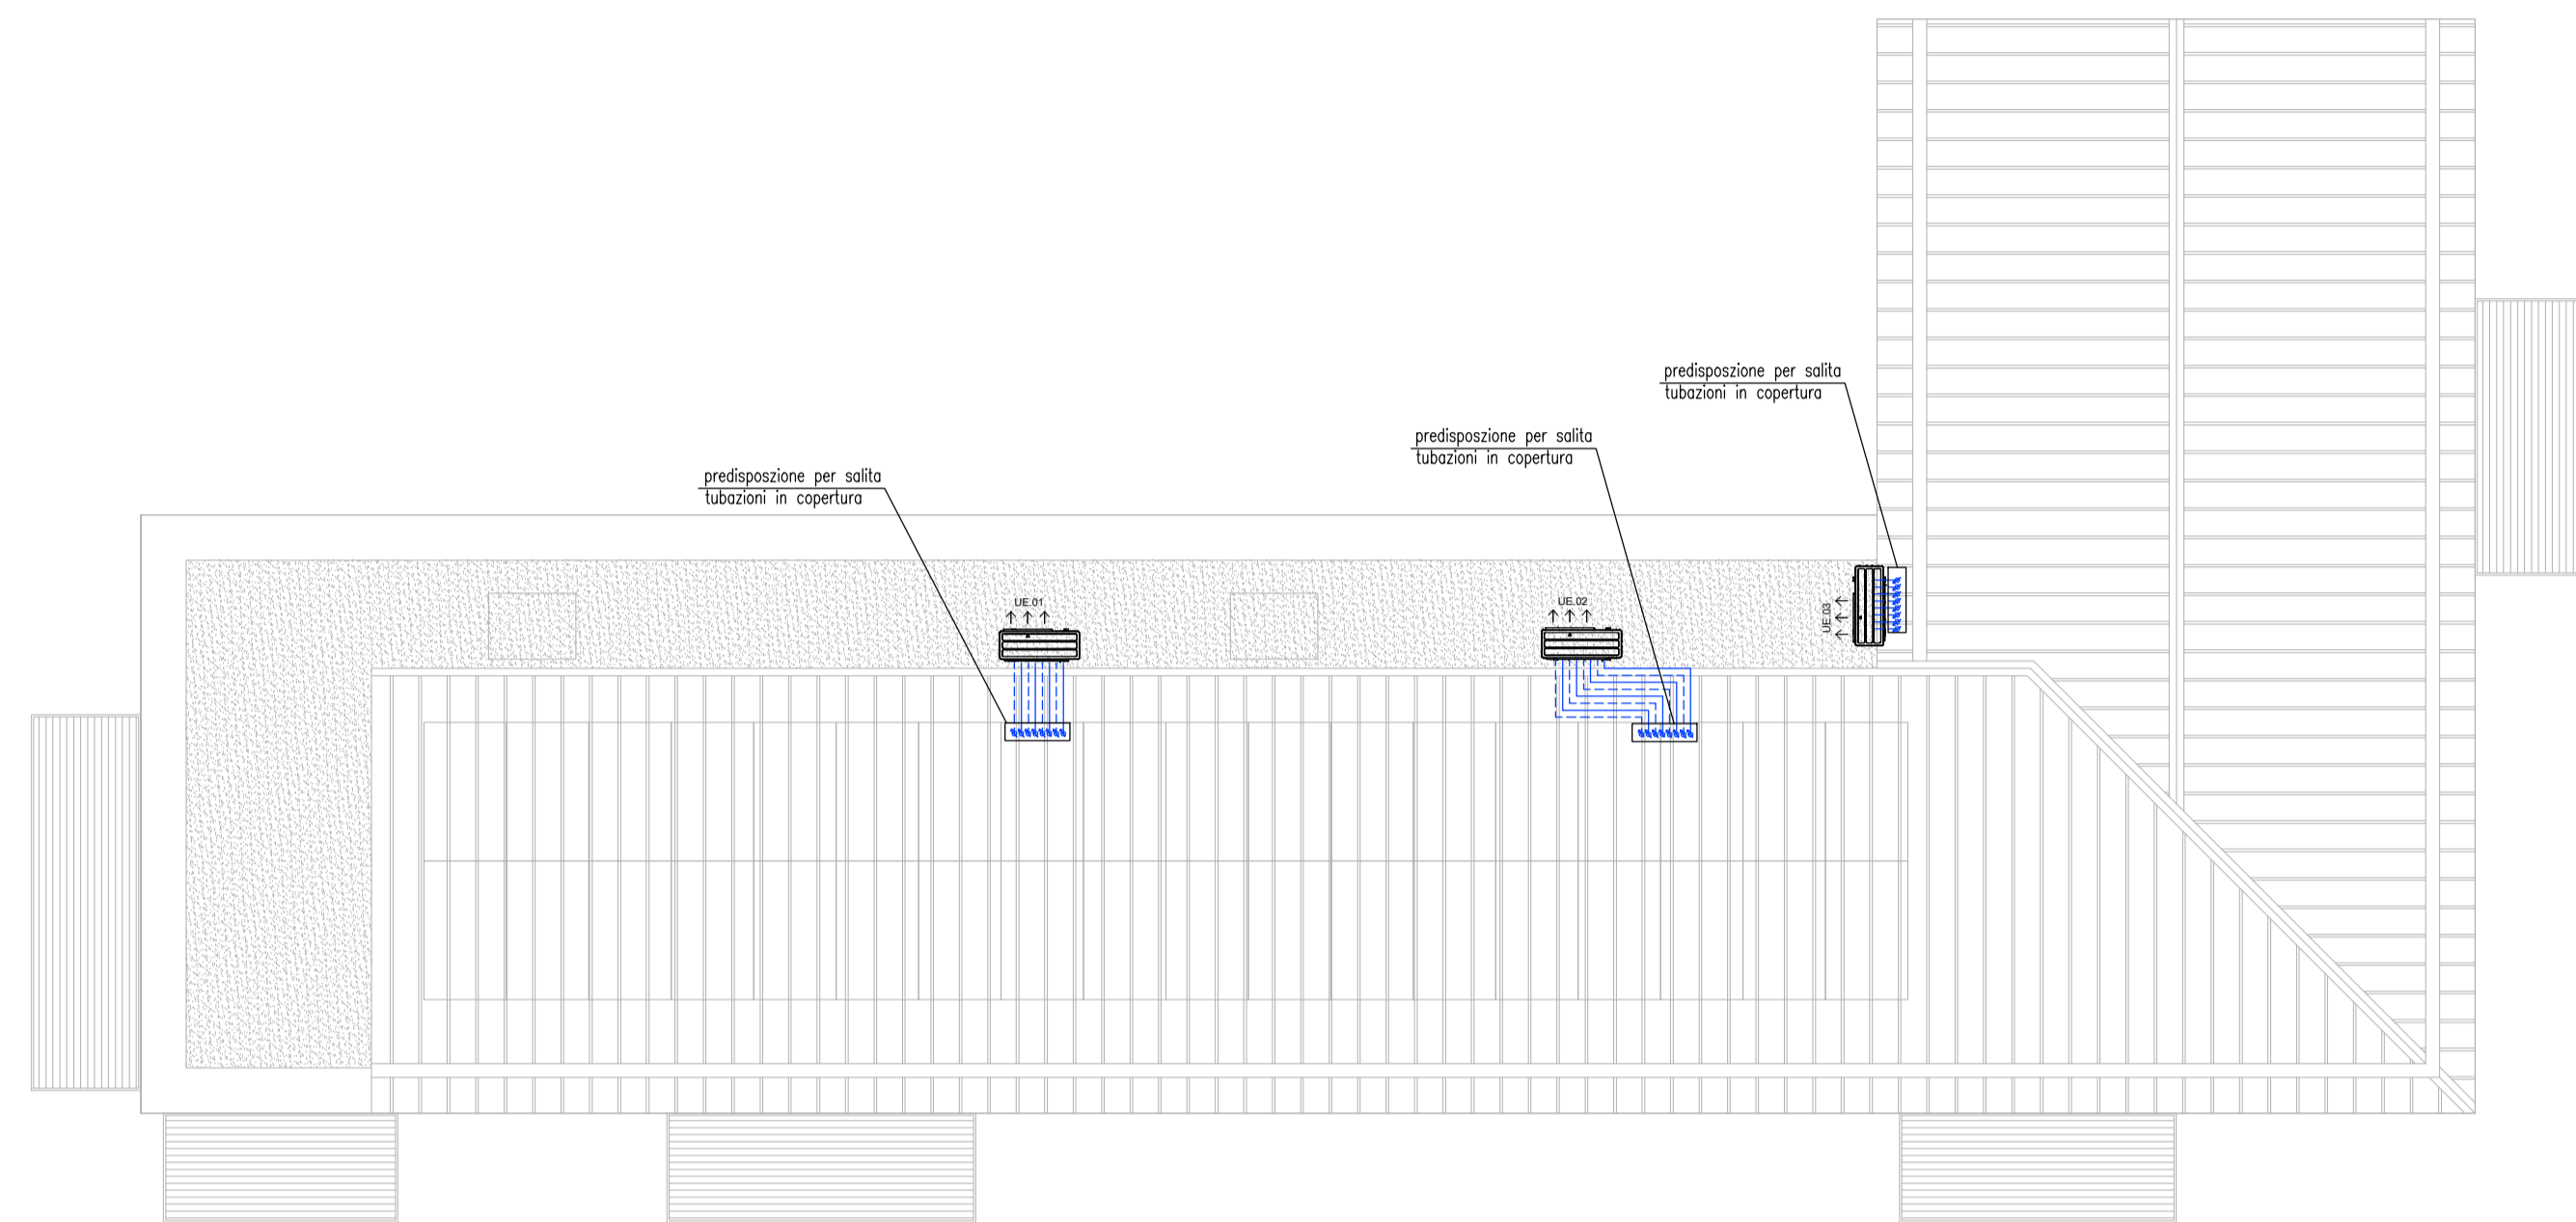 predisposzione per salita
tubazioni in copertura
predisposzione per salita
tubazioni in copertura
predisposzione per salita
tubazioni in copertura
UE.01
UE.02
UE.03